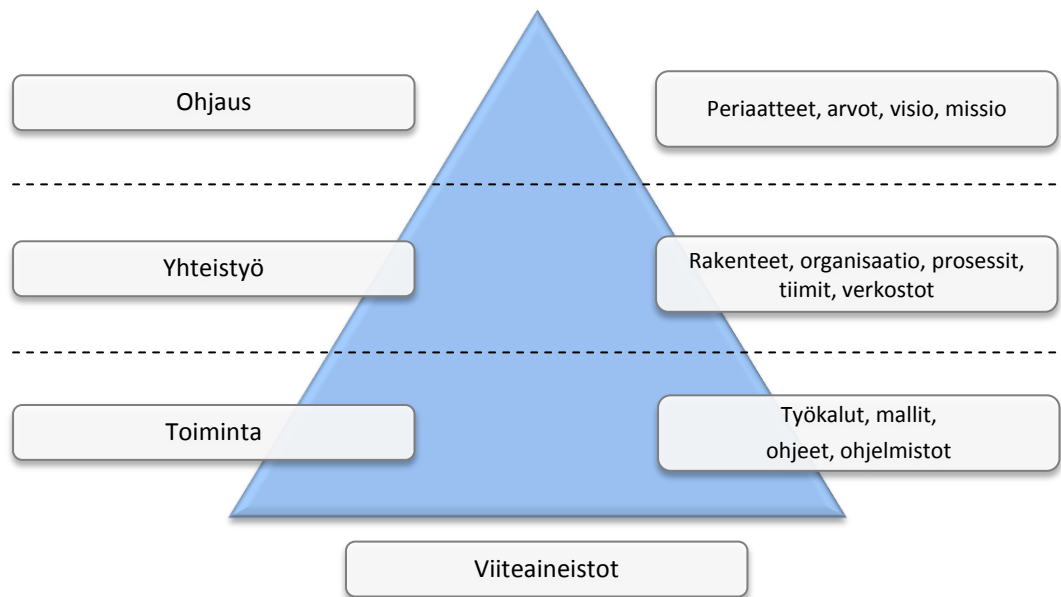 Ohjaus
Periaatteet, arvot, visio, missio
Yhteistyö
Rakenteet, organisaatio, prosessit,
tiimit, verkostot
Toiminta
Työkalut, mallit,
ohjeet, ohjelmistot
Viiteaineistot